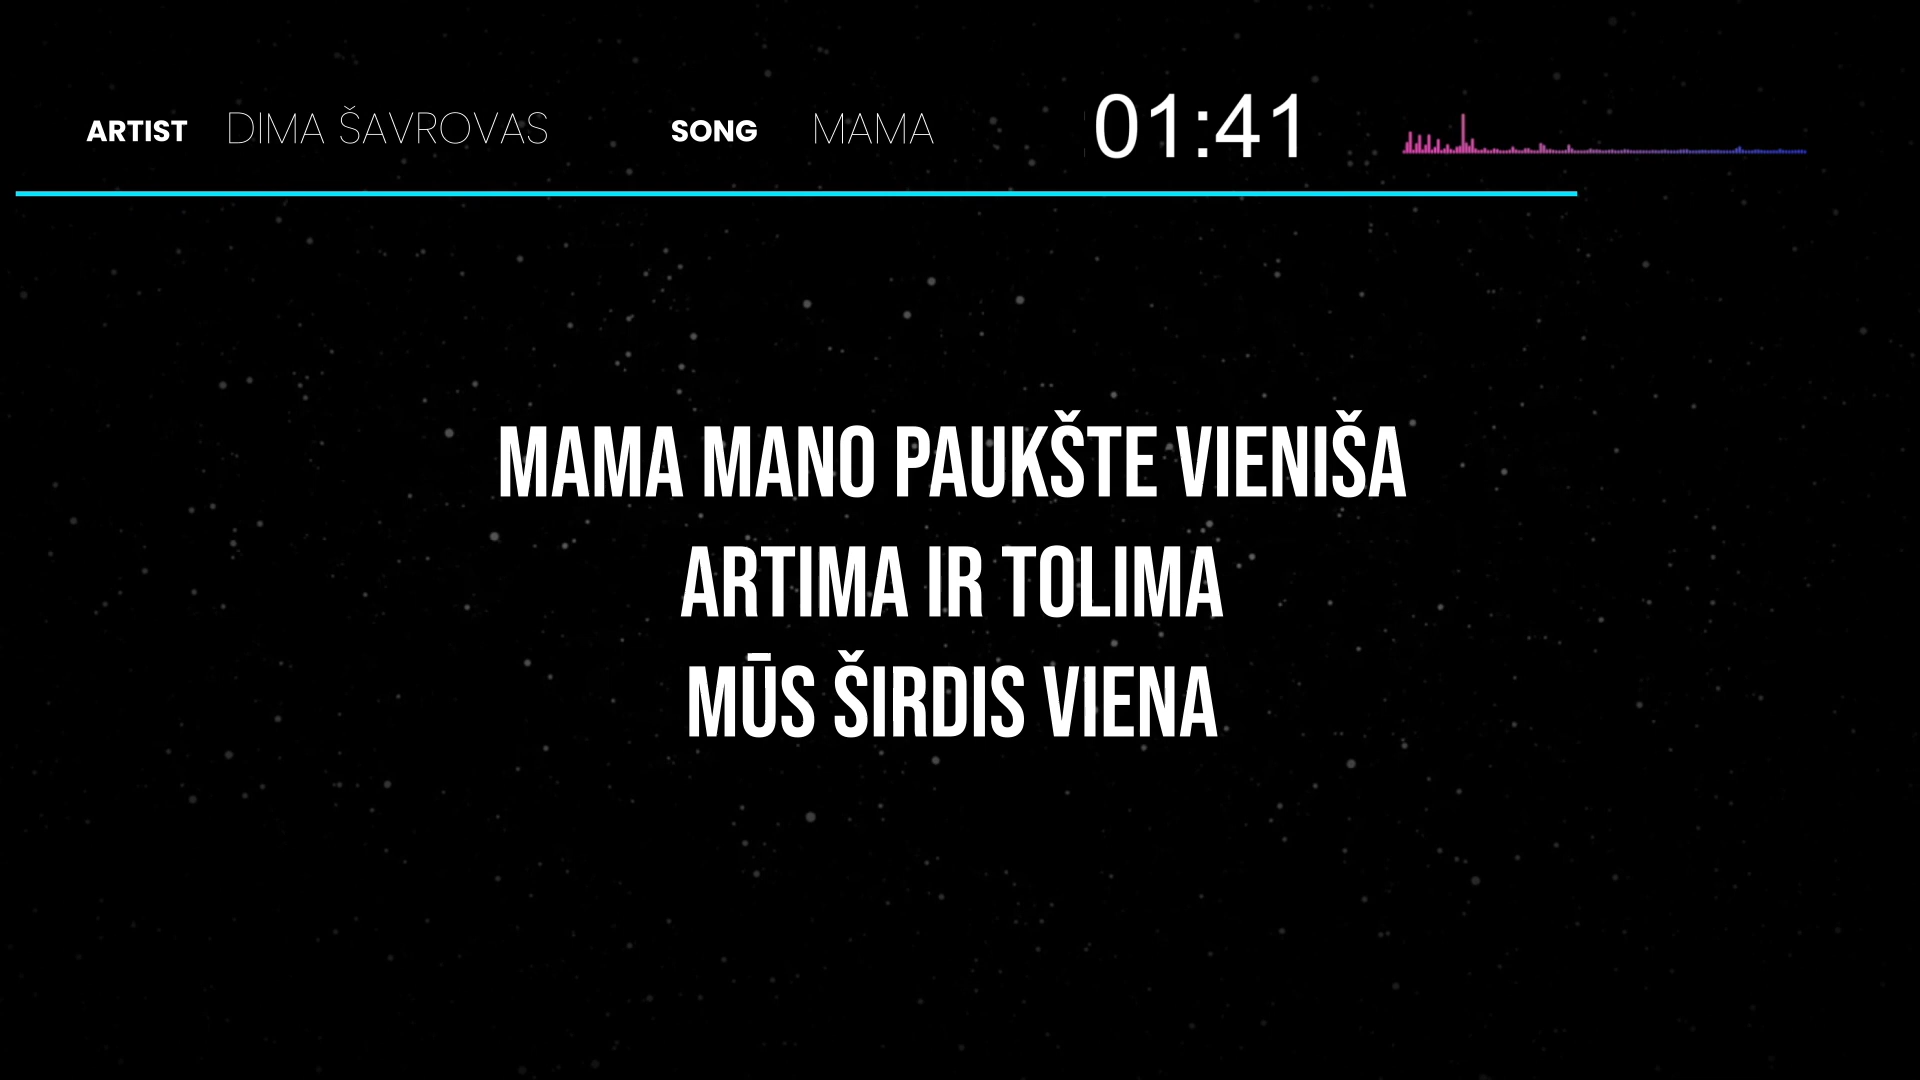 ARTIST DIMA ŠAVROVAS SONG MAMA 01:41
MAMA MANO PAUKŠTE VIENIŠA
ARTIMA IR TOLIMA
MŪS ŠIRDIS VIENA